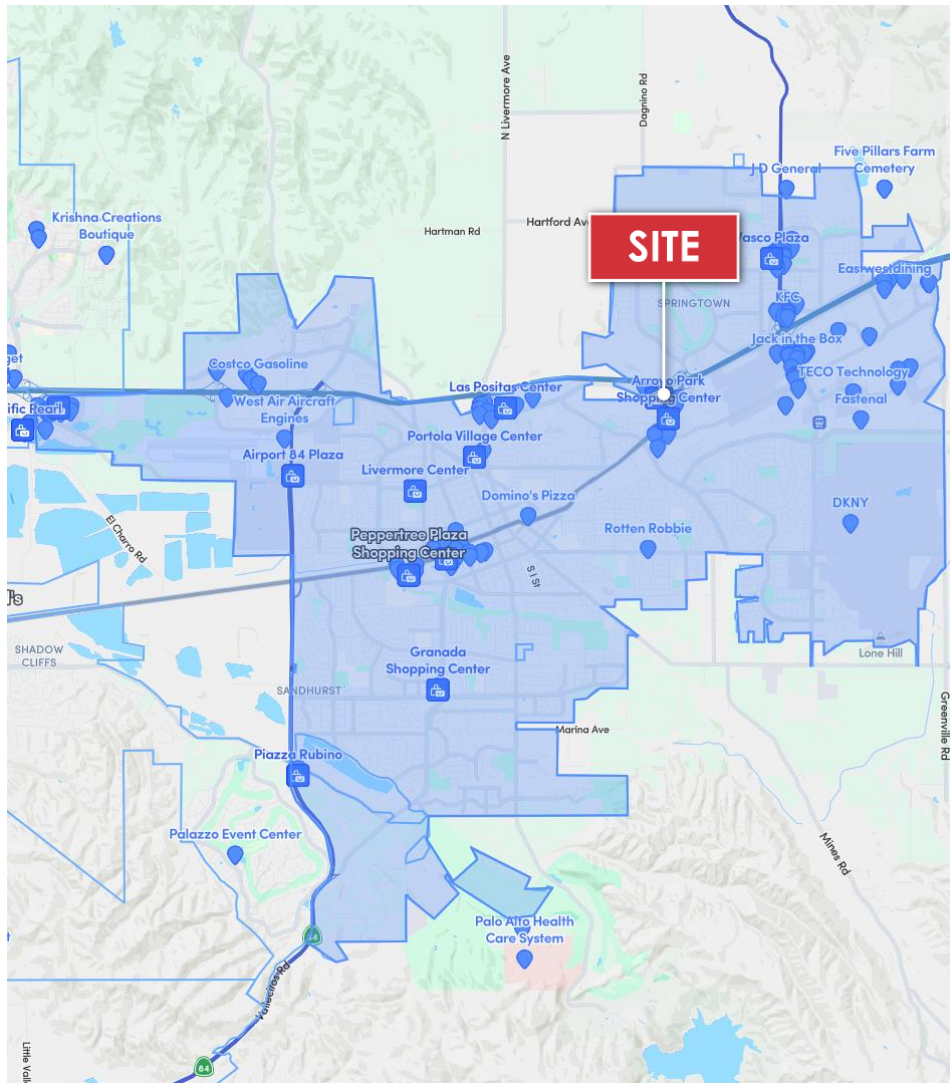 N Livermore Ave
Dagnino Rd
J D General
Five Pillars Farm
Cemetery
Krishna Creations
Boutique
Hartman Rd
Hartford Ave
SITE
Vasco Plaza
Eastwestdining
SPRINGTOWN
KFC
Jack in the Box
Costco Gasoline
Las Positas Center
Arroyo Park
Shopping Center
TECO Technology
Fastenal
West Air Aircraft
Engines
Pacific Pearl
Portola Village Center
Airport 84 Plaza
Livermore Center
Domino's Pizza
DKNY
El Charro Rd
Peppertree Plaza
Shopping Center
Rotten Robbie
S I St
SHADOW
CLIFFS
Granada
Shopping Center
Lone Hill
SANDHURST
Greenville Rd
Marina Ave
Piazza Rubino
Palazzo Event Center
Mines Rd
Palo Alto Health
Care System
84
Vallecitos Rd
84